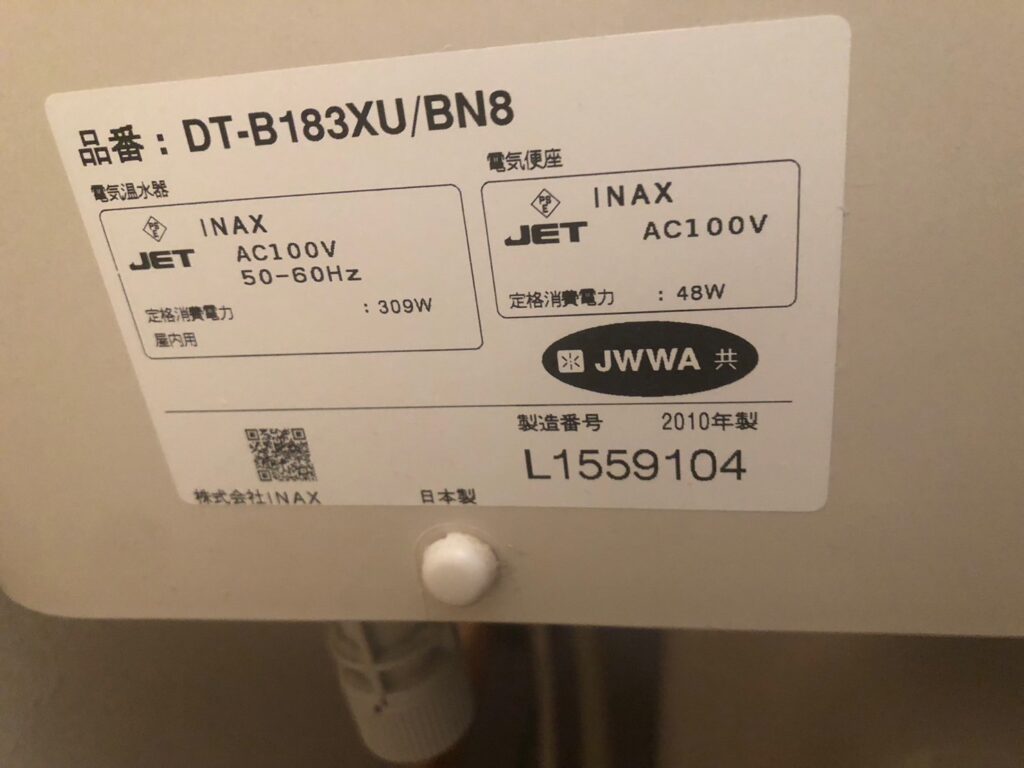 品番：DT-B183XU/BN8
電気温水器
PSE
JET
INAX
AC100V
50-60Hz
定格消費電力 : 309W
屋内用
電気便座
PSE
JET
INAX
AC100V
定格消費電力 : 48W
JWWA 共
製造番号 2010年製
L1559104
株式会社INAX 日本製